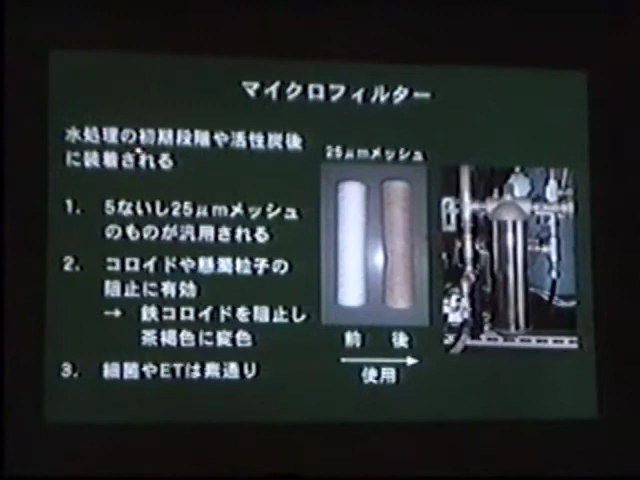 マイクロフィルター
水処理の初期段階や活性炭後
に装着される
1. 5ないし25μmメッシュ
のものが汎用される
2. コロイドや懸濁粒子の
阻止に有効
→ 鉄コロイドを阻止し
茶褐色に変色
3. 細菌やETは素通り
25μmメッシュ
前 後
使用